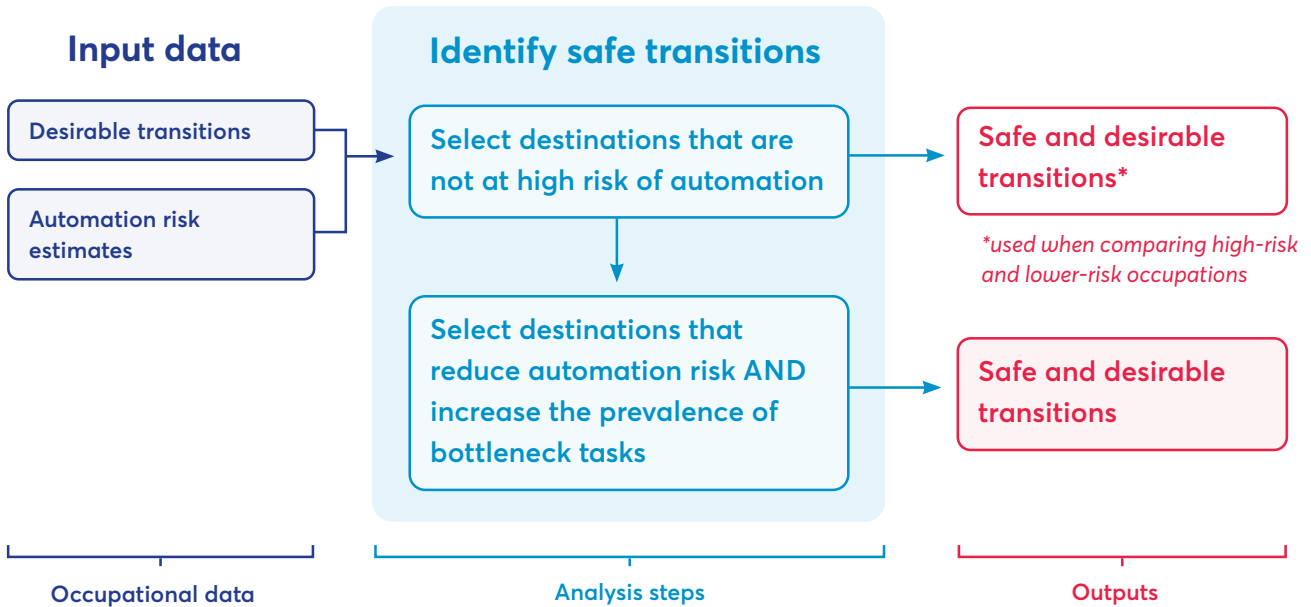 Input data
Desirable transitions
Automation risk
estimates
Identify safe transitions
Select destinations that are
not at high risk of automation
Select destinations that
reduce automation risk AND
increase the prevalence of
bottleneck tasks
Safe and desirable
transitions*
*used when comparing high-risk
and lower-risk occupations
Safe and desirable
transitions
Occupational data
Analysis steps
Outputs